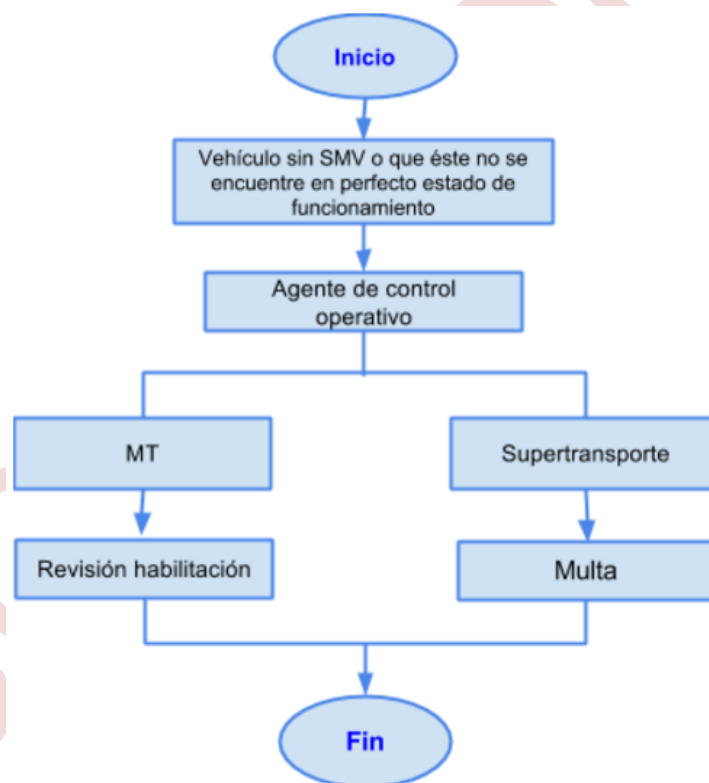 Inicio
Vehículo sin SMV o que éste no se
encuentre en perfecto estado de
funcionamiento
Agente de control
operativo
MT
Supertransporte
Revisión habilitación
Multa
Fin